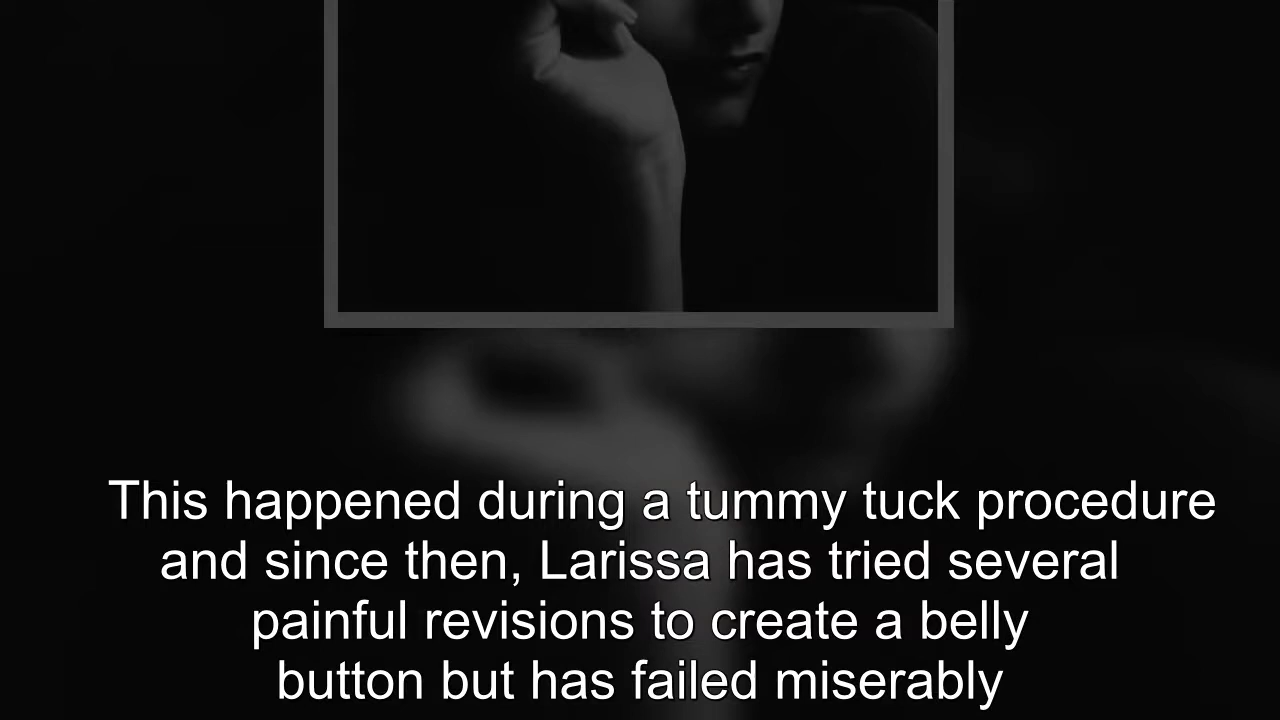 This happened during a tummy tuck procedure
and since then, Larissa has tried several
painful revisions to create a belly
button but has failed miserably